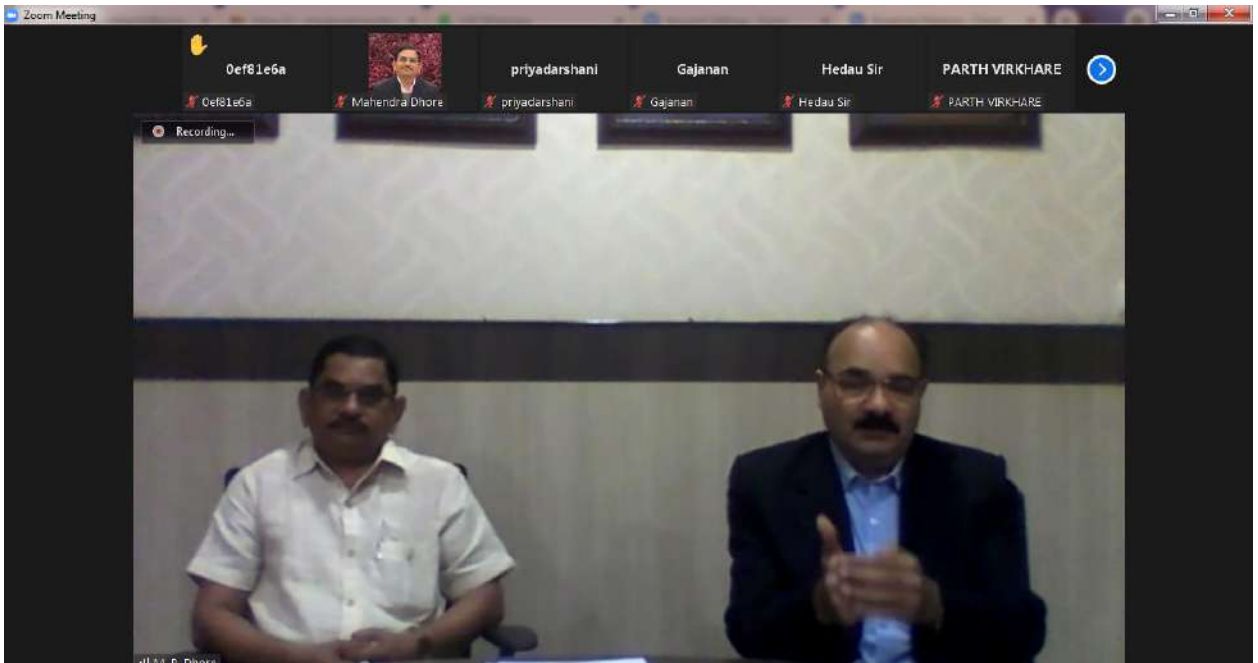 Zoom Meeting
0ef81e6a
priyadarshani
Gajanan
Hedau Sir
PARTH VIRKHARE
0ef81e6a
Mahendra Dhore
priyadarshani
Gajanan
Hedau Sir
PARTH VIRKHARE
Recording...
M. P. Dhore